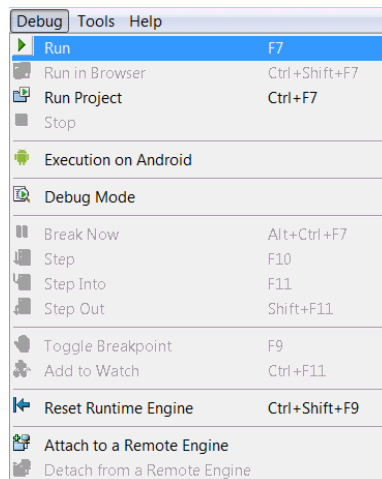 Debug Tools Help
Run F7
Run in Browser Ctrl+Shift+F7
Run Project Ctrl+F7
Stop
Execution on Android
Debug Mode
Break Now Alt+Ctrl+F7
Step F10
Step Into F11
Step Out Shift+F11
Toggle Breakpoint F9
Add to Watch Ctrl+F11
Reset Runtime Engine Ctrl+Shift+F9
Attach to a Remote Engine
Detach from a Remote Engine